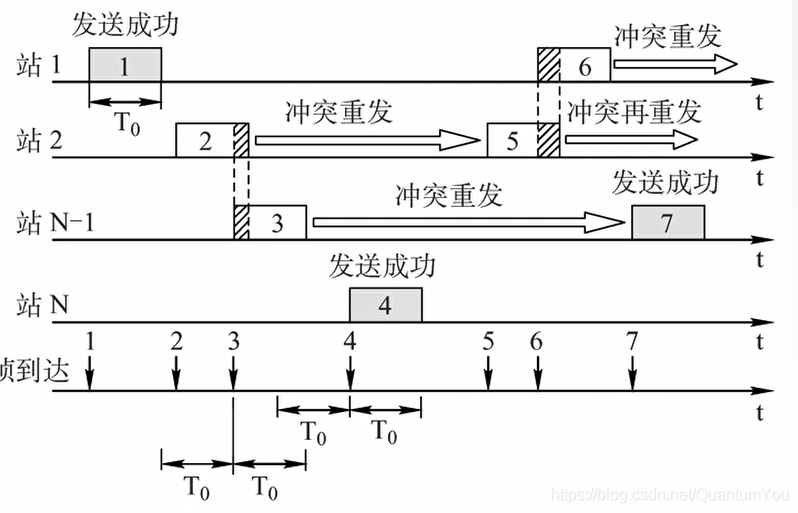 发送成功
站 1
1
6
冲突重发
T0
t
站 2
2
冲突重发
5
冲突再重发
t
站 N-1
3
冲突重发
发送成功
7
t
发送成功
站 N
4
t
1 2 3 4 5 6 7
帧到达
t
T0 T0
T0 T0
https://blog.csdn.net/QuantumYou